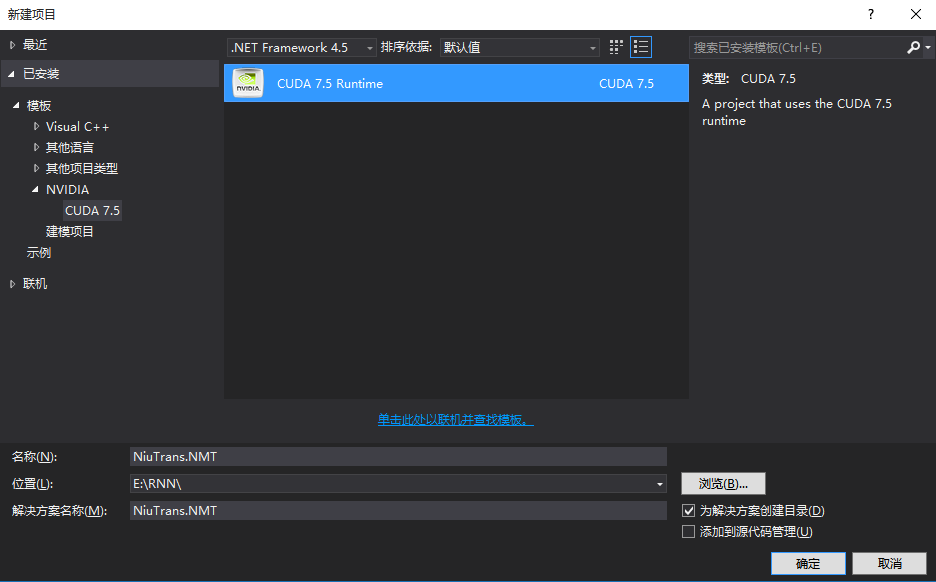 新建项目
?
最近
已安装
模板
Visual C++
其他语言
其他项目类型
NVIDIA
CUDA 7.5
建模项目
示例
联机
.NET Framework 4.5 排序依据: 默认值
NVIDIA. CUDA 7.5 Runtime CUDA 7.5
单击此处以联机并查找模板。
搜索已安装模板(Ctrl+E)
类型: CUDA 7.5
A project that uses the CUDA 7.5
runtime
名称(N): NiuTrans.NMT
位置(L): E:\RNN\ 浏览(B)...
解决方案名称(M): NiuTrans.NMT 为解决方案创建目录(D)
添加到源代码管理(U)
确定 取消